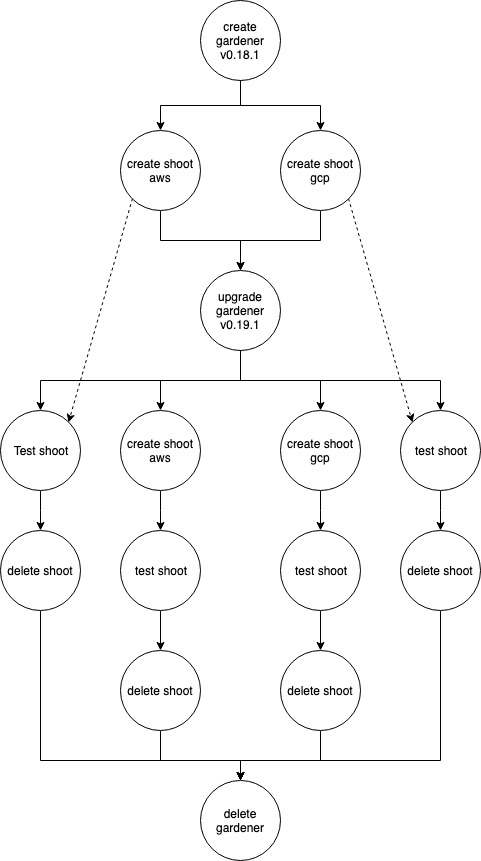 create
gardener
v0.18.1
create shoot
aws
create shoot
gcp
upgrade
gardener
v0.19.1
Test shoot
create shoot
aws
create shoot
gcp
test shoot
delete shoot
test shoot
test shoot
delete shoot
delete shoot
delete shoot
delete
gardener